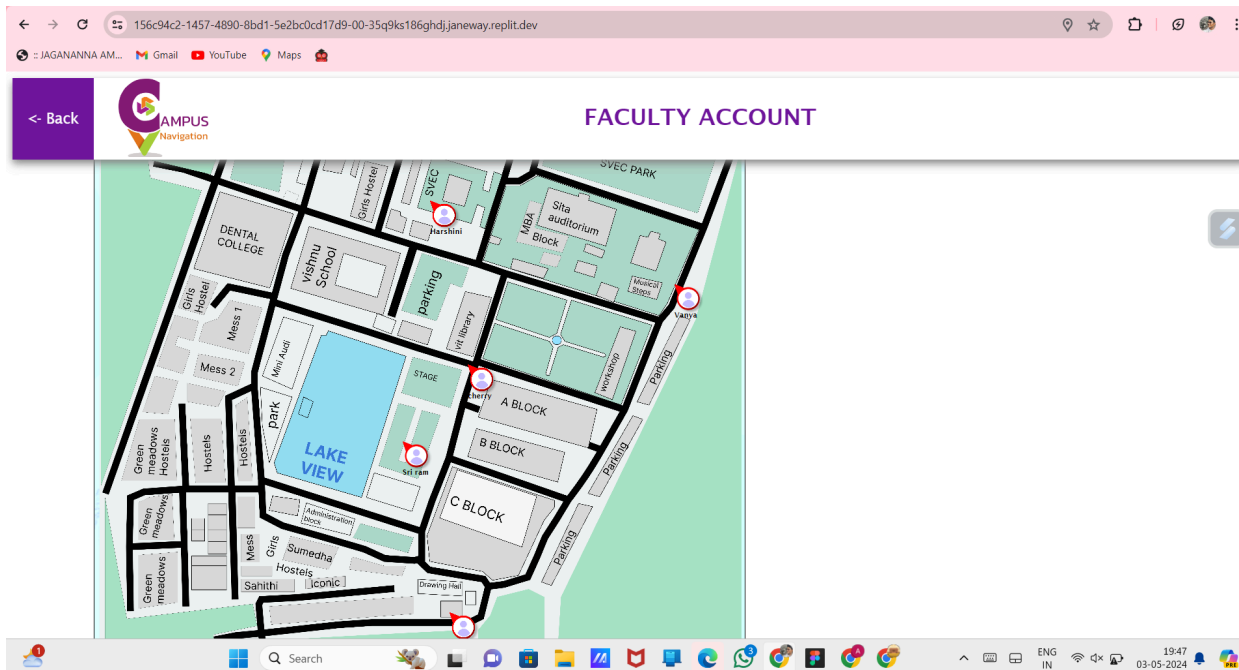 156c94c2-1457-4890-8bd1-5e2bc0cd17d9-00-35q9ks186ghdj.janeway.replit.dev
:: JAGANANNA AM...
Gmail
YouTube
Maps
<- Back
CAMPUS
Navigation
FACULTY ACCOUNT
SVEC PARK
Girls Hostel
SVEC
Harshini
MBA
Sita
auditorium
Block
DENTAL
COLLEGE
vishnu
School
parking
Musical
Steps
Vanya
Girls
Hostel
Mess 1
Mess 2
Mini Audi
vit library
workshop
Parking
STAGE
cherry
A BLOCK
park
LAKE
VIEW
B BLOCK
Sri ram
Parking
Green
meadows
Hostels
Hostels
Hostels
C BLOCK
Green
meadows
Administration
block
Parking
Mess
Girls
Sumedha
Hostels
Green
meadows
Sahithi
iconic
Drawing Hall
1
Search
3
ENG
IN
19:47
03-05-2024
PRE